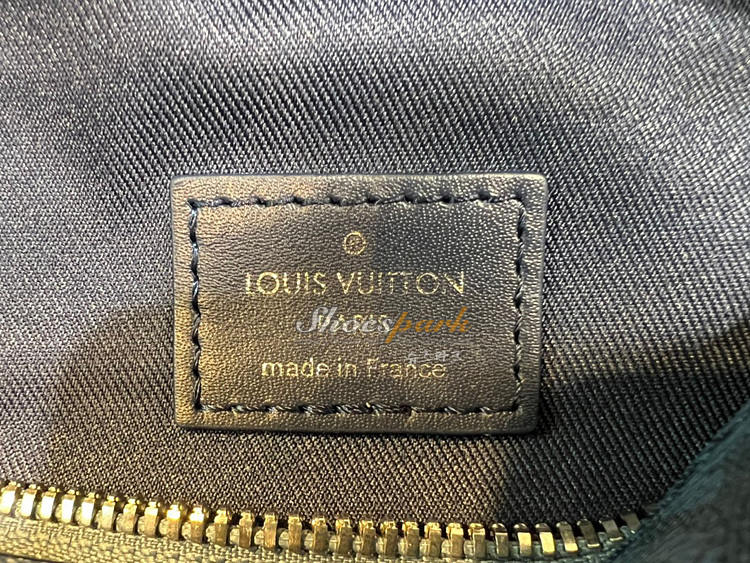 ®
LOUIS VUITTON
Shoespark
made in France